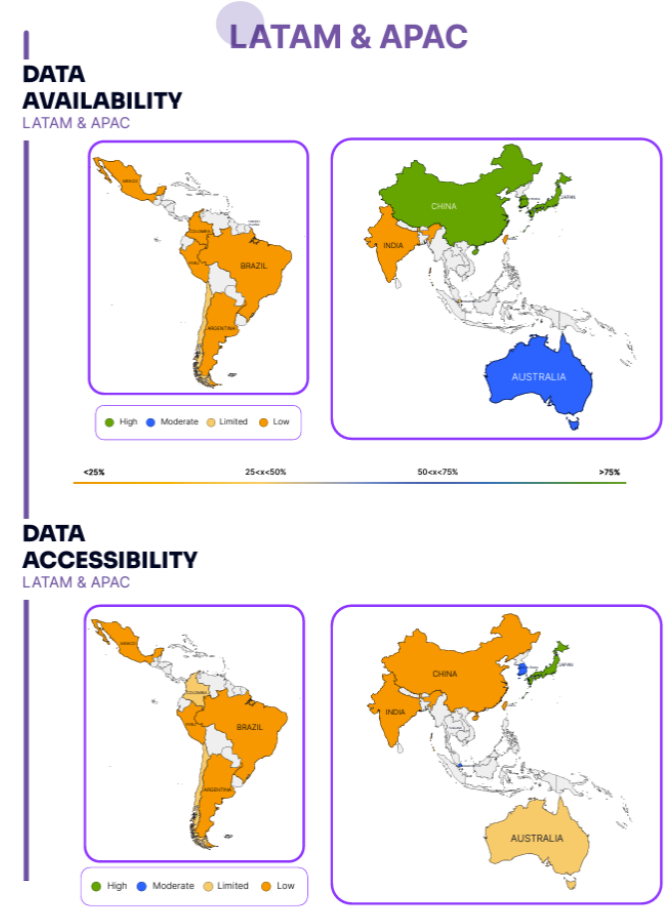 LATAM & APAC
DATA
AVAILABILITY
LATAM & APAC
MEXICO
COLOMBIA
PERU
BRAZIL
ARGENTINA
CHINA
JAPAN
INDIA
AUSTRALIA
High Moderate Limited Low
<25% 25<x<50% 50<x<75% >75%
DATA
ACCESSIBILITY
LATAM & APAC
MEXICO
COLOMBIA
PERU
BRAZIL
ARGENTINA
CHINA
JAPAN
INDIA
AUSTRALIA
High Moderate Limited Low